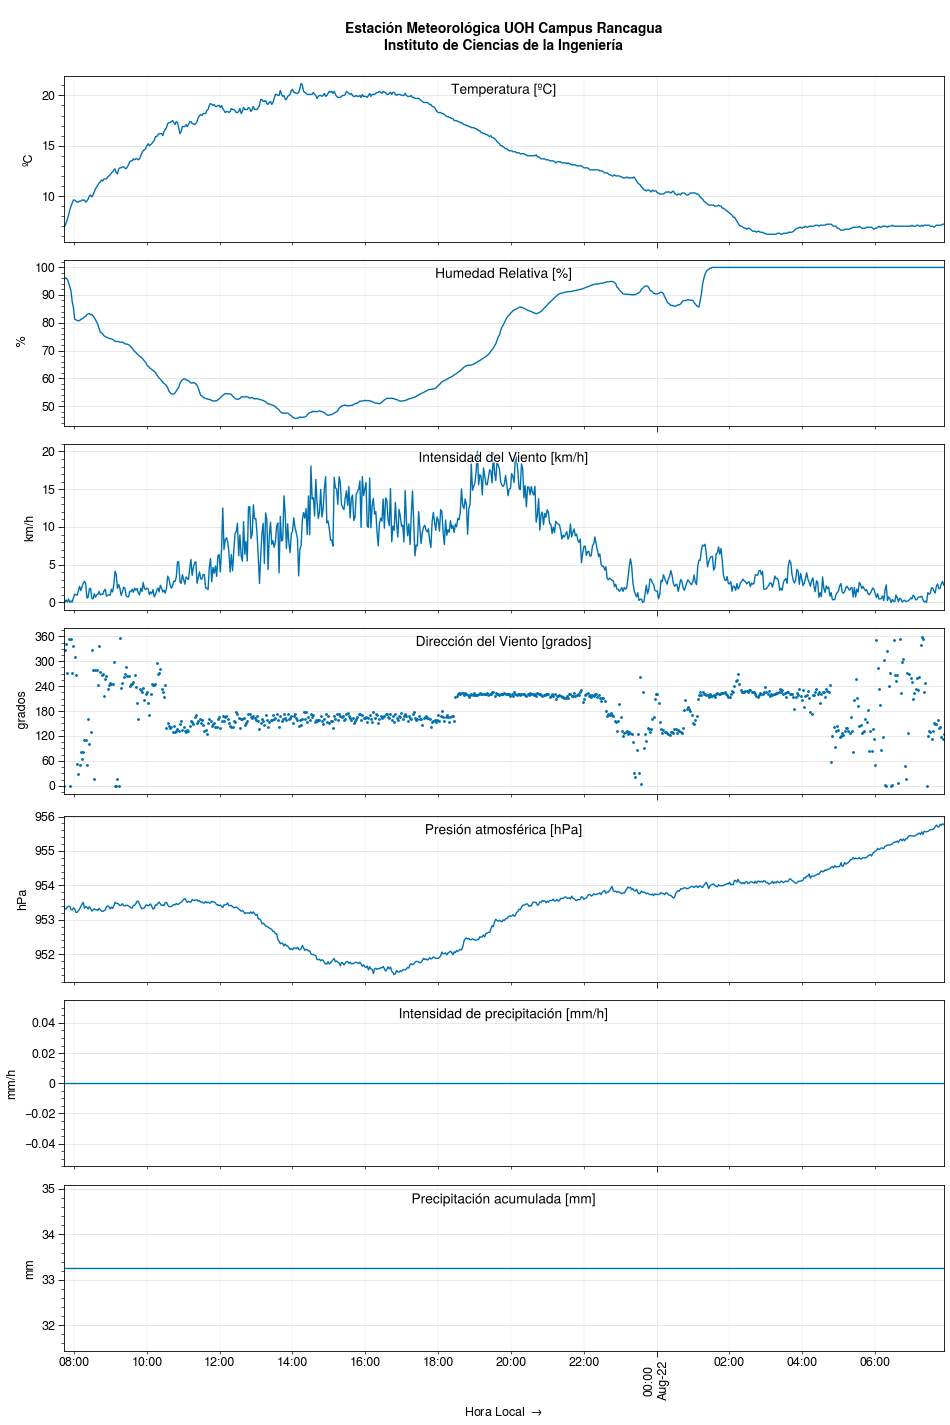 Estación Meteorológica UOH Campus Rancagua
Instituto de Ciencias de la Ingeniería
Temperatura [ºC]
ºC
20
15
10
Humedad Relativa [%]
%
100
90
80
70
60
50
Intensidad del Viento [km/h]
km/h
20
15
10
5
0
Dirección del Viento [grados]
grados
360
300
240
180
120
60
0
Presión atmosférica [hPa]
hPa
956
955
954
953
952
Intensidad de precipitación [mm/h]
mm/h
0.04
0.02
0
−0.02
−0.04
Precipitación acumulada [mm]
mm
35
34
33
32
08:00 10:00 12:00 14:00 16:00 18:00 20:00 22:00 00:00 02:00 04:00 06:00
Aug-22
Hora Local →